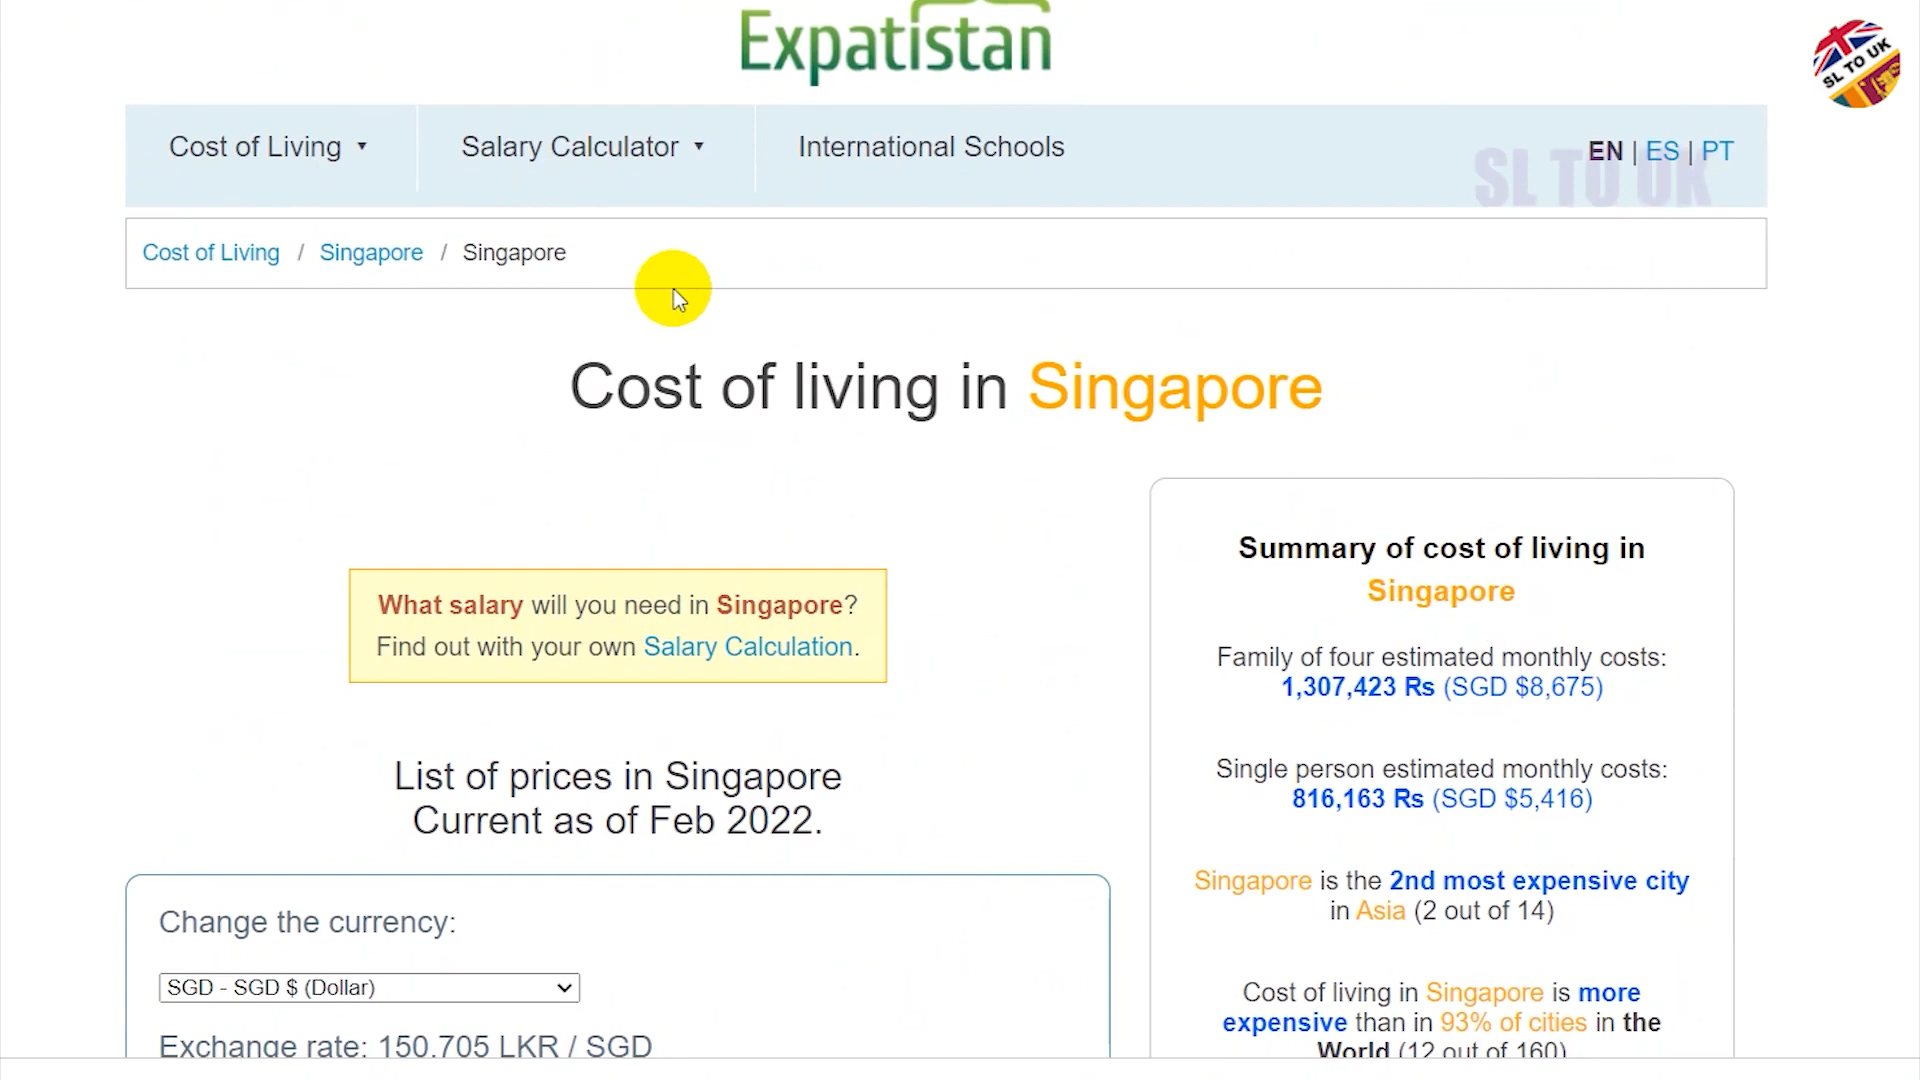 Expatistan
SL TO UK
Cost of Living ▾
Salary Calculator ▾
International Schools
EN | ES | PT
SL TO UK
Cost of Living / Singapore / Singapore
Cost of living in Singapore
What salary will you need in Singapore?
Find out with your own Salary Calculation.
List of prices in Singapore
Current as of Feb 2022.
Change the currency:
SGD - SGD $ (Dollar)
Exchange rate: 150.705 LKR / SGD
Summary of cost of living in
Singapore
Family of four estimated monthly costs:
1,307,423 Rs (SGD $8,675)
Single person estimated monthly costs:
816,163 Rs (SGD $5,416)
Singapore is the 2nd most expensive city
in Asia (2 out of 14)
Cost of living in Singapore is more
expensive than in 93% of cities in the
World (12 out of 160)